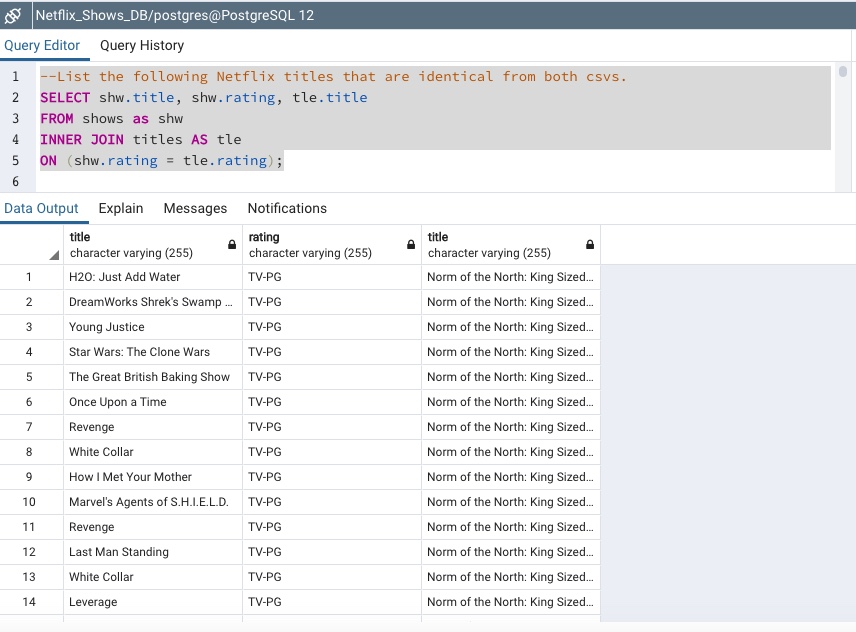 Netflix_Shows_DB/postgres@PostgreSQL 12
Query Editor Query History
1 --List the following Netflix titles that are identical from both csvs.
2 SELECT shw.title, shw.rating, tle.title
3 FROM shows as shw
4 INNER JOIN titles AS tle
5 ON (shw.rating = tle.rating);
6
Data Output Explain Messages Notifications
title rating title
character varying (255) character varying (255) character varying (255)
1 H2O: Just Add Water TV-PG Norm of the North: King Sized...
2 DreamWorks Shrek's Swamp ... TV-PG Norm of the North: King Sized...
3 Young Justice TV-PG Norm of the North: King Sized...
4 Star Wars: The Clone Wars TV-PG Norm of the North: King Sized...
5 The Great British Baking Show TV-PG Norm of the North: King Sized...
6 Once Upon a Time TV-PG Norm of the North: King Sized...
7 Revenge TV-PG Norm of the North: King Sized...
8 White Collar TV-PG Norm of the North: King Sized...
9 How I Met Your Mother TV-PG Norm of the North: King Sized...
10 Marvel's Agents of S.H.I.E.L.D. TV-PG Norm of the North: King Sized...
11 Revenge TV-PG Norm of the North: King Sized...
12 Last Man Standing TV-PG Norm of the North: King Sized...
13 White Collar TV-PG Norm of the North: King Sized...
14 Leverage TV-PG Norm of the North: King Sized...